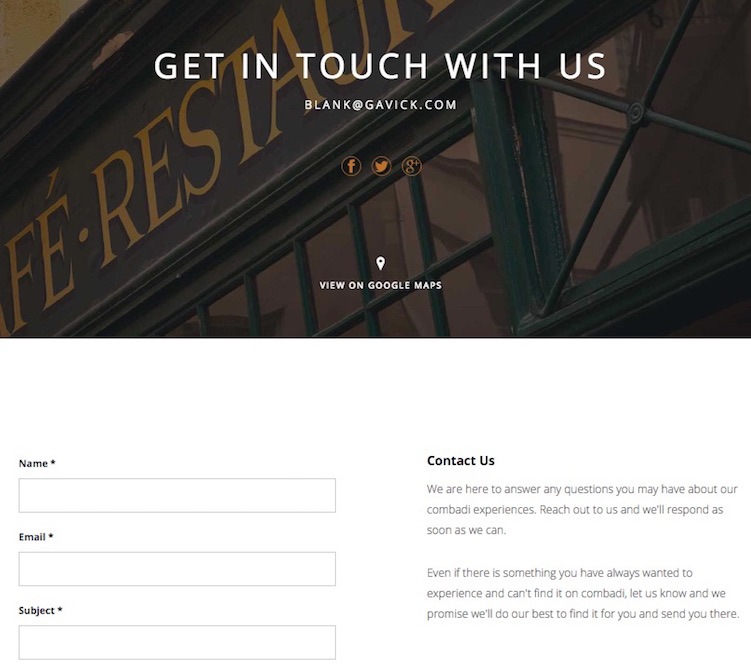 CAFÉ·RESTAUR
GET IN TOUCH WITH US
BLANK@GAVICK.COM
f
g+
VIEW ON GOOGLE MAPS
Name *
Email *
Subject *
Contact Us
We are here to answer any questions you may have about our
combadi experiences. Reach out to us and we'll respond as
soon as we can.
Even if there is something you have always wanted to
experience and can't find it on combadi, let us know and we
promise we'll do our best to find it for you and send you there.